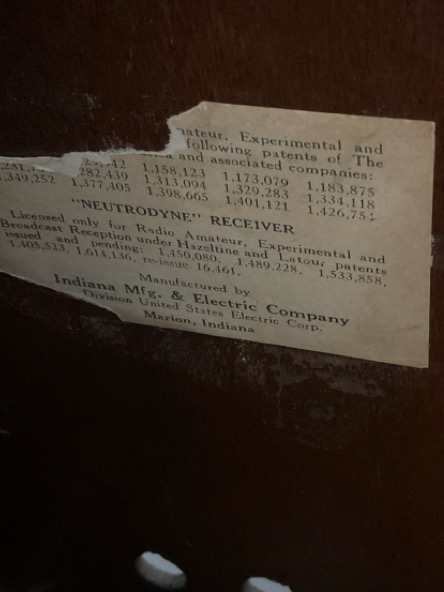 ateur, Experimental and
following patents of The
and associated companies:
1,158,123 1,173,079 1,183,875
282,439 1,313,094 1,329,283 1,334,118
1,349,252 1,377,405 1,398,665 1,401,121 1,426,754
"NEUTRODYNE" RECEIVER
Licensed only for Radio Amateur, Experimental and
Broadcast Reception under Hazeltine and Latour patents
issued and pending: 1,450,080, 1,489,228, 1,533,858,
1,405,523, 1,614,136, re-issue 16,461.
Manufactured by
Indiana Mfg. & Electric Company
Division United States Electric Corp.
Marion, Indiana